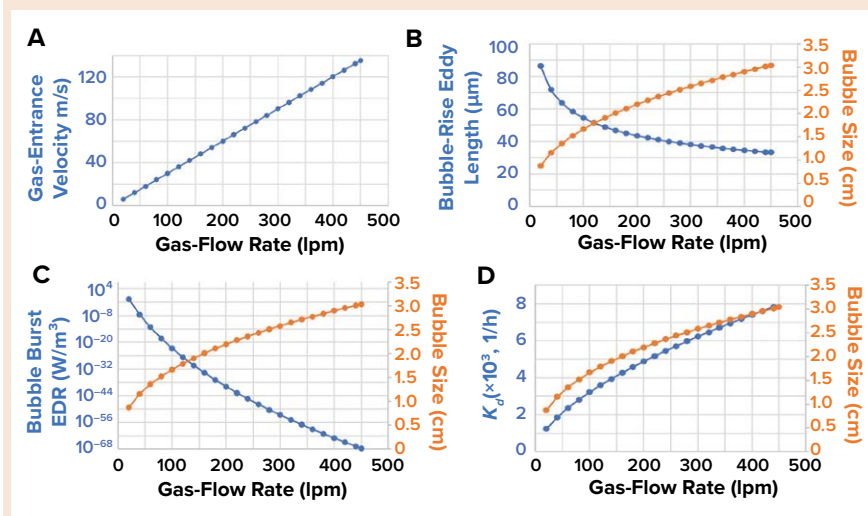 A
Gas-Entrance
Velocity m/s)
120
80
40
0
0 100 200 300 400 500
Gas-Flow Rate (lpm)
B
Bubble-Rise Eddy
Length (µm)
100
80
60
40
20
0
3.5
3.0
2.5
2.0
1.5
1.0
0.5
0
Bubble Size (cm)
0 100 200 300 400 500
Gas-Flow Rate (lpm)
C
Bubble Burst
EDR (W/m³)
10⁴
10⁻⁸
10⁻²⁰
10⁻³²
10⁻⁴⁴
10⁻⁵⁶
10⁻⁶⁸
3.5
3.0
2.5
2.0
1.5
1.0
0.5
0
Bubble Size (cm)
0 100 200 300 400 500
Gas-Flow Rate (lpm)
D
K_d(×10³, 1/h)
8
6
4
2
0
3.5
3.0
2.5
2.0
1.5
1.0
0.5
0
Bubble Size (cm)
0 100 200 300 400 500
Gas-Flow Rate (lpm)